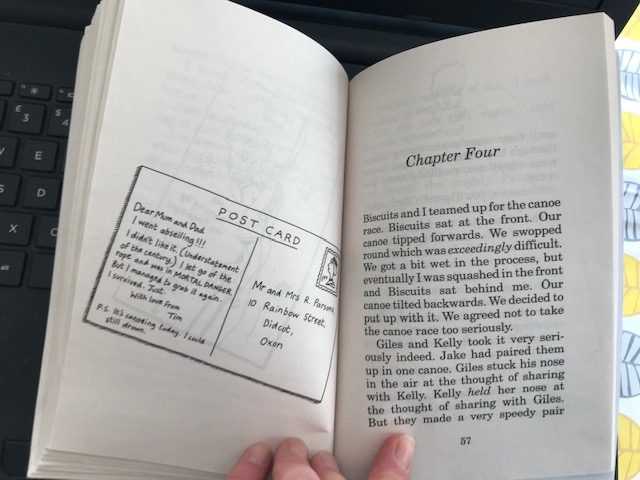 POST CARD
Dear Mum and Dad
I went abseiling!!!
I didn't like it. (Understatement
of the century.) I let go of the
rope and was in MORTAL DANGER
But I managed to grab it again.
I survived. Just.
With love from
Tim
P.S. It's canoeing today. I could
still drown.
Mr and Mrs R. Parsons,
10 Rainbow Street,
Didcot,
Oxon
Chapter Four
Biscuits and I teamed up for the canoe
race. Biscuits sat at the front. Our
canoe tipped forwards. We swopped
round which was exceedingly difficult.
We got a bit wet in the process, but
eventually I was squashed in the front
and Biscuits sat behind me. Our
canoe tilted backwards. We decided to
put up with it. We agreed not to take
the canoe race too seriously.
Giles and Kelly took it very seri-
ously indeed. Jake had paired them
up in one canoe. Giles stuck his nose
in the air at the thought of sharing
with Kelly. Kelly held her nose at
the thought of sharing with Giles.
But they made a very speedy pair
57
£
3
4
E
R
S
D